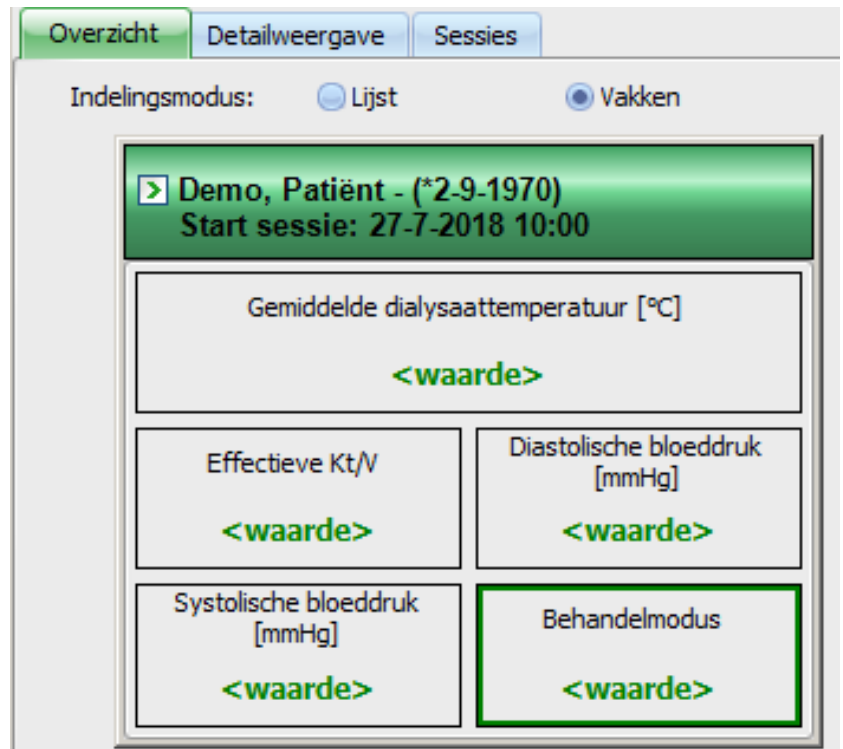 Overzicht Detailweergave Sessies
Indelingsmodus: Lijst Vakken
Demo, Patiënt - (*2-9-1970)
Start sessie: 27-7-2018 10:00
Gemiddelde dialysaattemperatuur [°C]
<waarde>
Effectieve Kt/V
<waarde>
Diastolische bloeddruk
[mmHg]
<waarde>
Systolische bloeddruk
[mmHg]
<waarde>
Behandelmodus
<waarde>